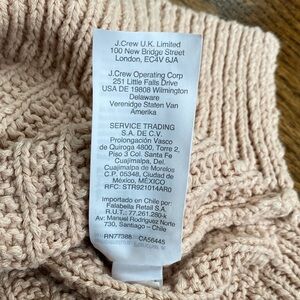 J.Crew U.K. Limited
100 New Bridge Street
London, EC4V 6JA
J.Crew Operating Corp
251 Little Falls Drive
USA DE 19808 Wilmington
Delaware
Verenidge Staten Van
Amerika
SERVICE TRADING
S.A. DE C.V.
Prolongación Vasco
de Quiroga 4800, Torre 2,
Piso 3 Col. Santa Fe
Cuajimalpa, Del.
Cuajimalpa de Morelos
C.P. 05348, Ciudad de
México, MÉXICO
RFC: STR921014AR0
Importado en Chile por:
Falabella Retail S.A.
R.U.T.: 77.261.280-k
Av: Manuel Rodriguez Norte
730, Santiago – Chile
RN77388 CA56445